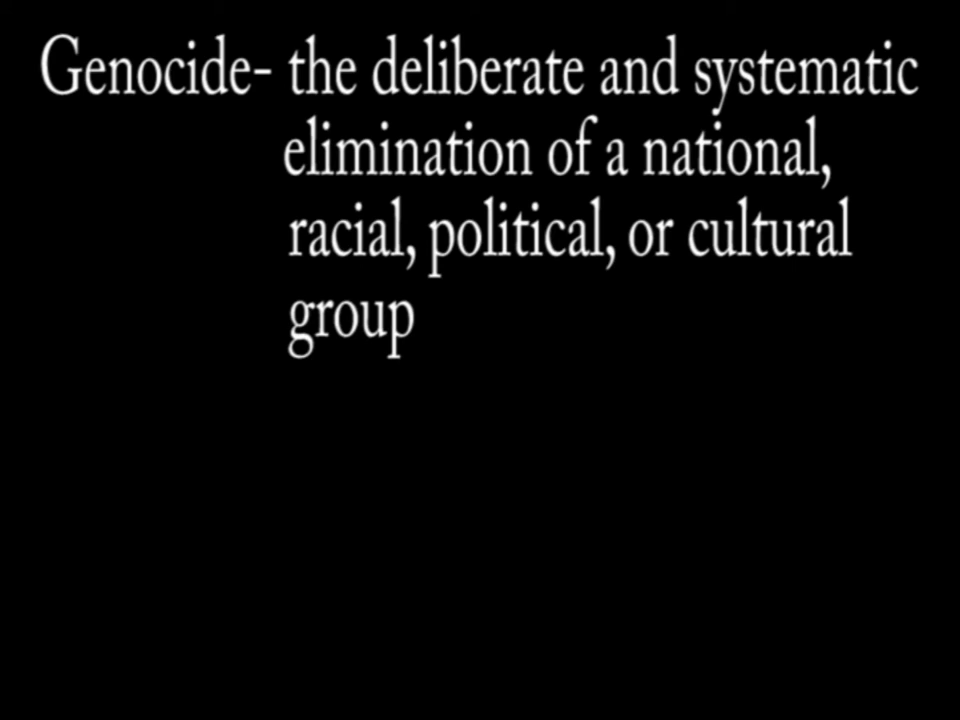 Genocide- the deliberate and systematic
elimination of a national,
racial, political, or cultural
group